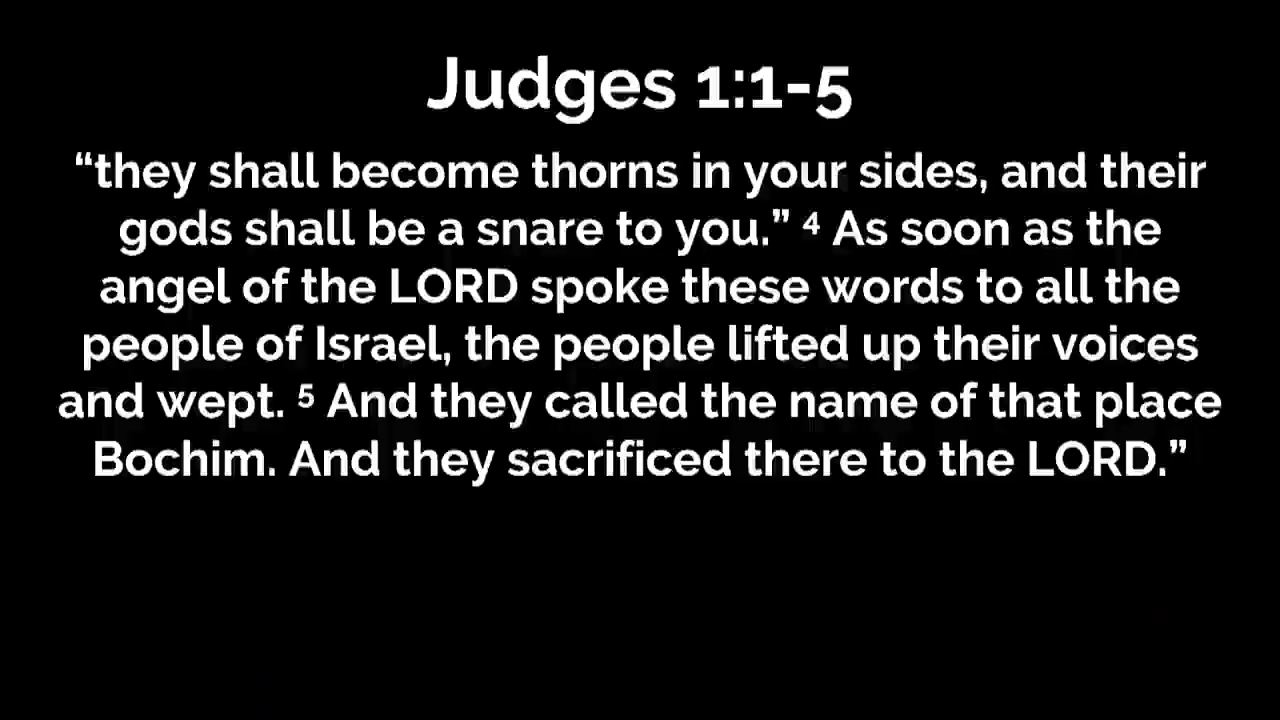 Judges 1:1-5
“they shall become thorns in your sides, and their
gods shall be a snare to you.” ⁴ As soon as the
angel of the LORD spoke these words to all the
people of Israel, the people lifted up their voices
and wept. ⁵ And they called the name of that place
Bochim. And they sacrificed there to the LORD.”